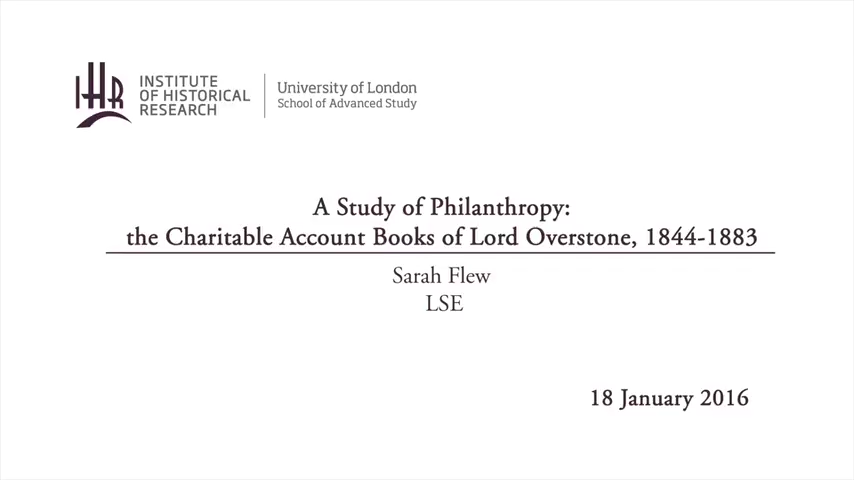 IHR
INSTITUTE
OF HISTORICAL
RESEARCH
University of London
School of Advanced Study
A Study of Philanthropy:
the Charitable Account Books of Lord Overstone, 1844-1883
Sarah Flew
LSE
18 January 2016